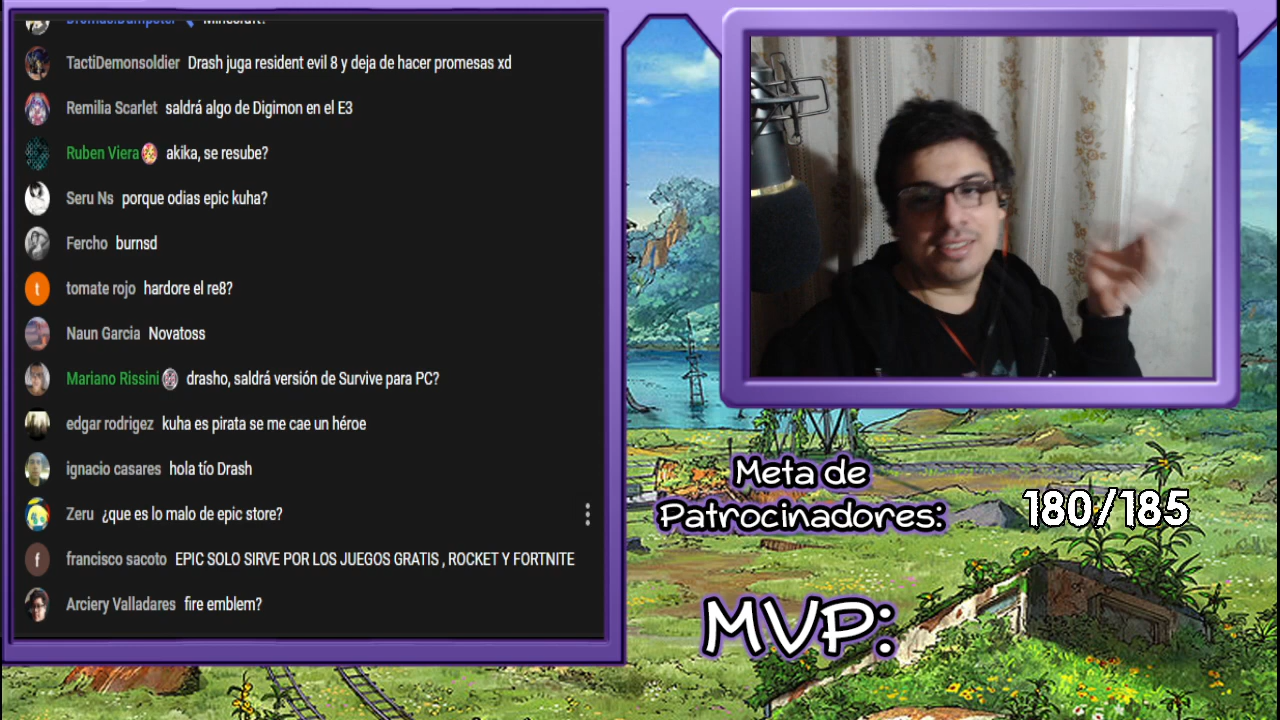 Minecraft?
TactiDemonsoldier Drash juga resident evil 8 y deja de hacer promesas xd
Remilia Scarlet saldrá algo de Digimon en el E3
Ruben Viera akika, se resube?
Seru Ns porque odias epic kuha?
Fercho burnsd
t tomate rojo hardore el re8?
Naun Garcia Novatoss
Mariano Rissini drasho, saldrá versión de Survive para PC?
edgar rodrigez kuha es pirata se me cae un héroe
ignacio casares hola tío Drash
Zeru ¿que es lo malo de epic store?
f francisco sacoto EPIC SOLO SIRVE POR LOS JUEGOS GRATIS , ROCKET Y FORTNITE
Arciery Valladares fire emblem?
Meta de
Patrocinadores: 180/185
MVP: